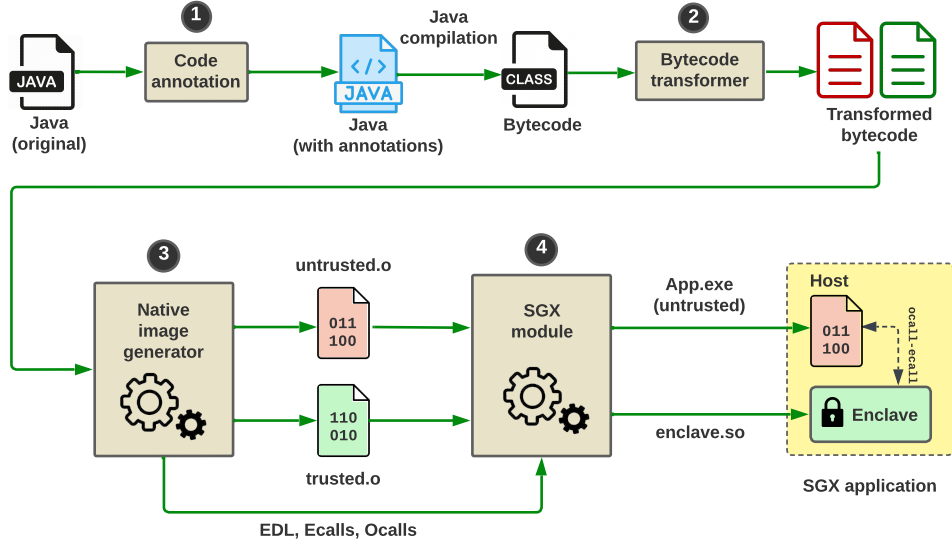 1
2
Java
compilation
Code
annotation
Bytecode
transformer
JAVA
</>
JAVA
CLASS
Java
(original)
Java
(with annotations)
Bytecode
Transformed
bytecode
3
4
untrusted.o
App.exe
(untrusted)
Host
Native
image
generator
011
100
SGX
module
011
100
ocall-ecall
110
010
Enclave
trusted.o
enclave.so
SGX application
EDL, Ecalls, Ocalls